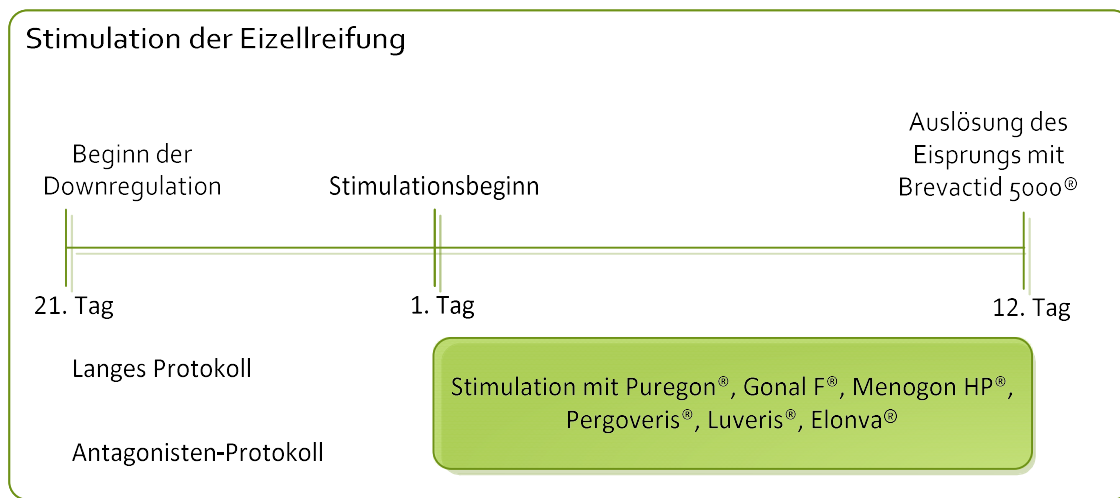 Stimulation der Eizellreifung
Beginn der
Downregulation
Stimulationsbeginn
Auslösung des
Eisprungs mit
Brevactid 5000®
21. Tag
1. Tag
12. Tag
Langes Protokoll
Antagonisten-Protokoll
Stimulation mit Puregon®, Gonal F®, Menogon HP®,
Pergoveris®, Luveris®, Elonva®